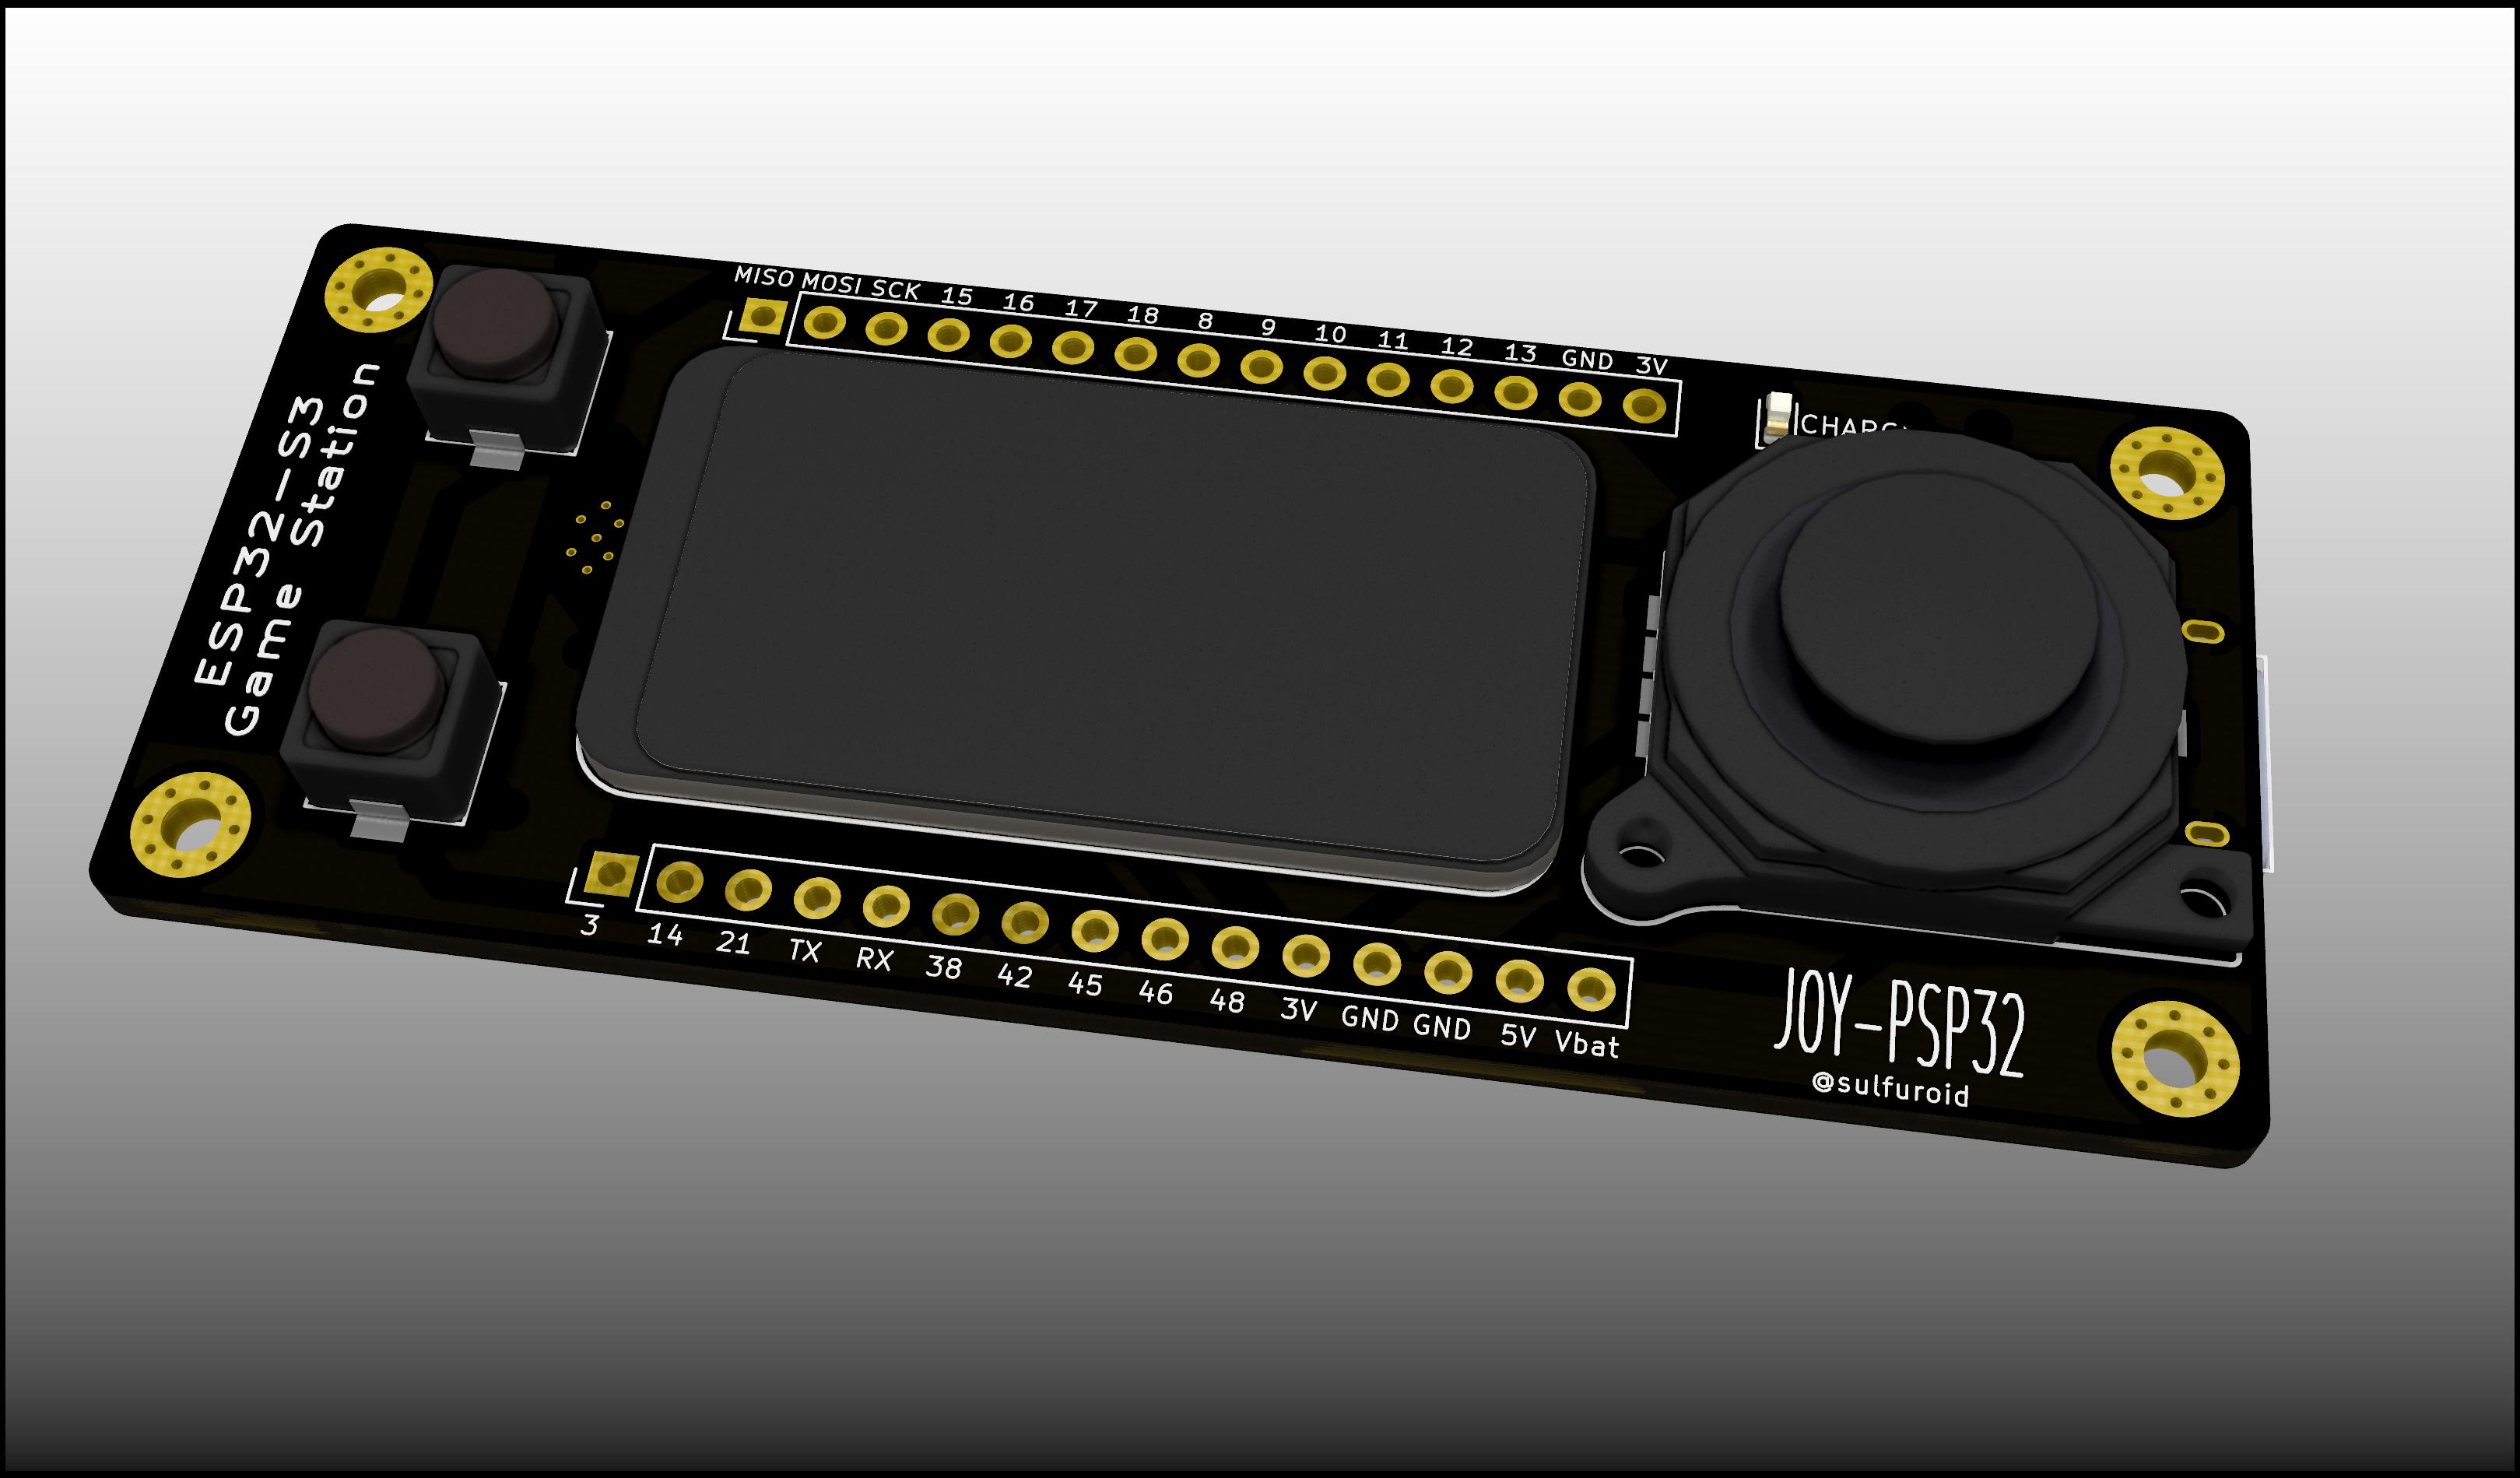 MISO MOSI SCK 15 16 17 18 8 9 10 11 12 13 GND 3V
ESP32-S3
Game Station
3 14 21 TX RX 38 42 45 46 48 3V GND GND 5V Vbat
JOY-PSP32
@sulfuroid